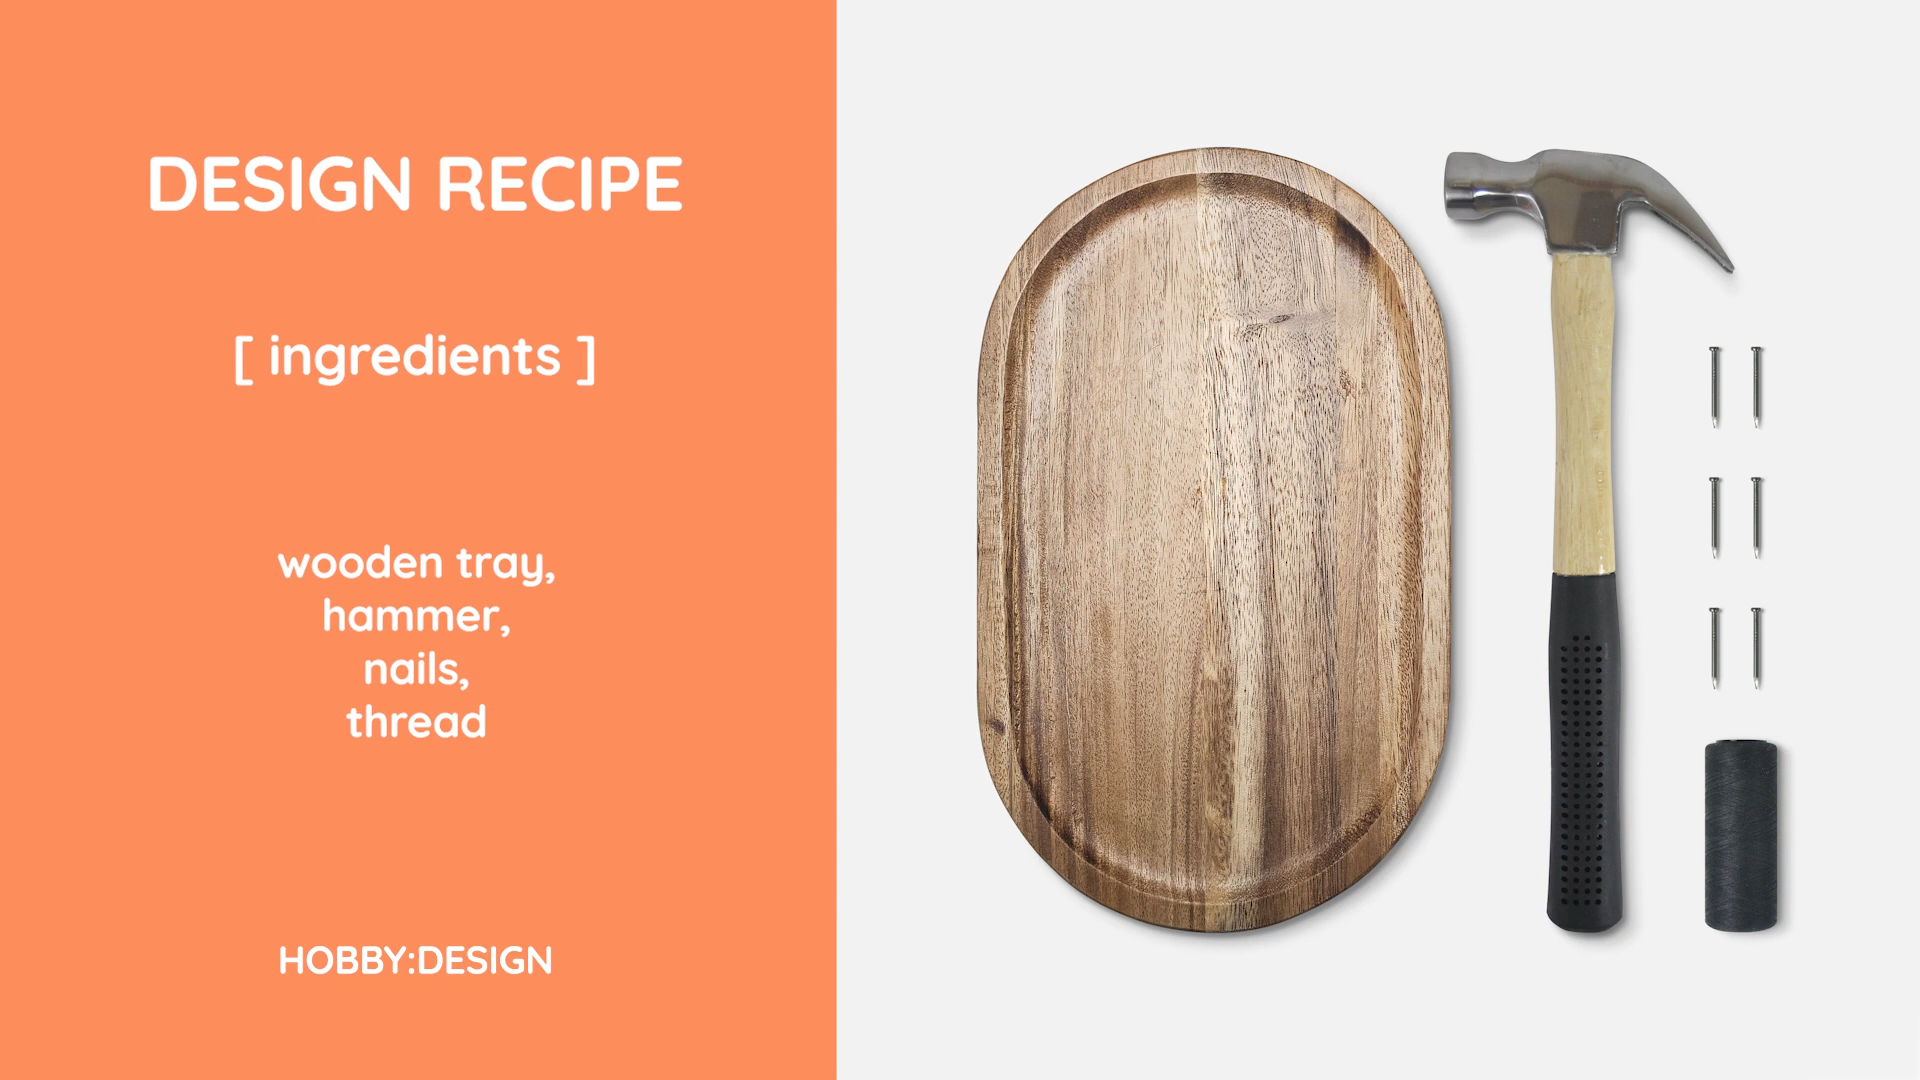 DESIGN RECIPE
[ ingredients ]
wooden tray,
hammer,
nails,
thread
HOBBY:DESIGN